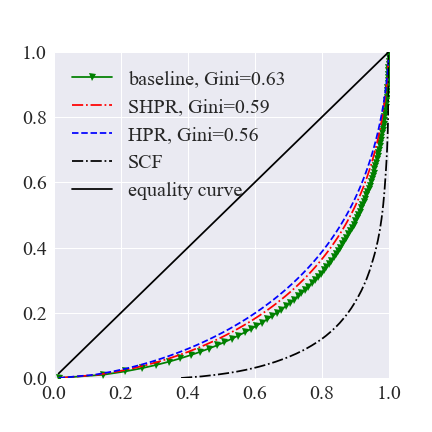 1.0
baseline, Gini=0.63
0.8
SHPR, Gini=0.59
HPR, Gini=0.56
SCF
0.6
equality curve
0.4
0.2
0.0
0.0 0.2 0.4 0.6 0.8 1.0